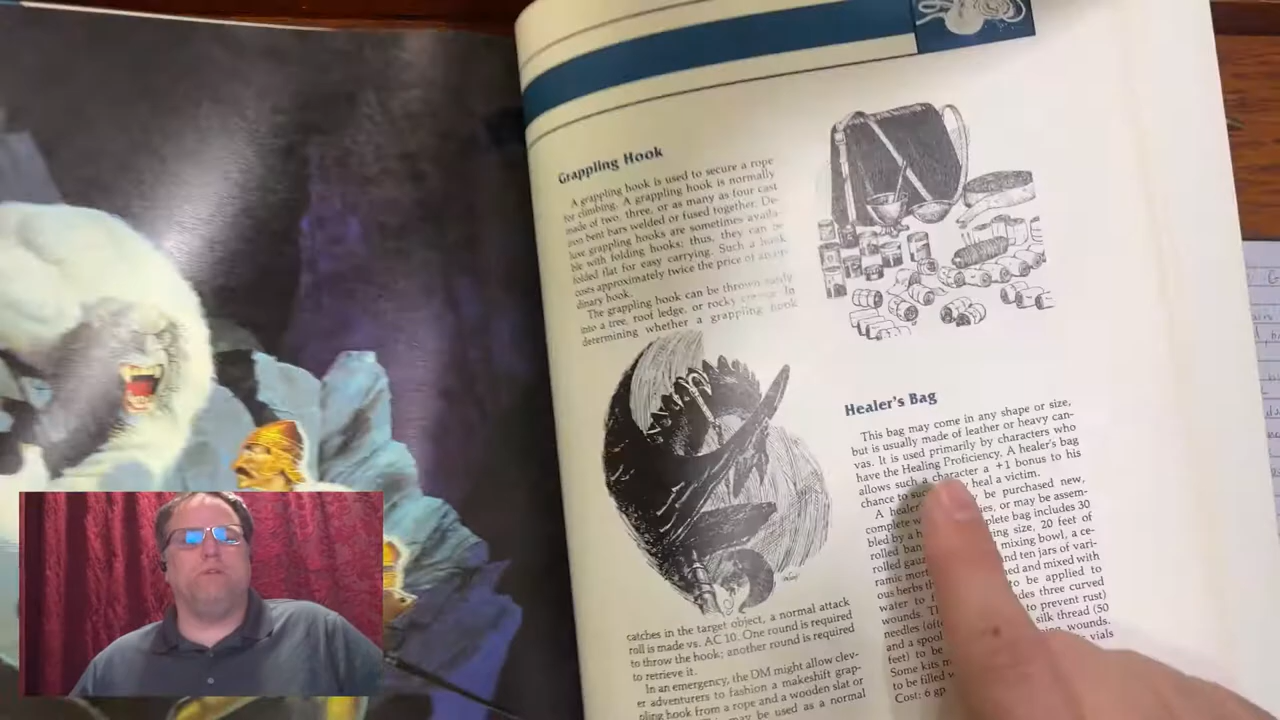 Grappling Hook
A grappling hook is used to secure a rope
for climbing. A grappling hook is normally
made of two, three, or as many as four cast
iron bent bars welded or fused together. De-
luxe grappling hooks are sometimes availa-
ble with folding hooks; thus, they can be
folded flat for easy carrying. Such a hook
costs approximately twice the price of an or-
dinary hook.
The grappling hook can be thrown
into a tree, roof ledge, or rocky In
determining whether a grappling hook
catches in the target object, a normal attack
roll is made vs. AC 10. One round is required
to throw the hook; another round is required
to retrieve it.
In an emergency, the DM might allow clev-
er adventurers to fashion a makeshift grap-
pling hook from a rope and a wooden slat or
may be used as a normal
Healer's Bag
This bag may come in any shape or size,
but is usually made of leather or heavy can-
vas. It is used primarily by characters who
have the Healing Proficiency. A healer's bag
allows such a character a +1 bonus to his
chance to heal a victim.
A healer's be purchased new,
complete or may be assem-
bled by a complete bag includes 30
rolled size, 20 feet of
rolled mixing bowl, a ce-
ramic and ten jars of vari-
ous herbs and mixed with
water to to be applied to
wounds. three curved
needles to prevent rust)
and a spool silk thread (50
feet) to be wounds.
Some kits vials
to be filled
Cost: 6 gp